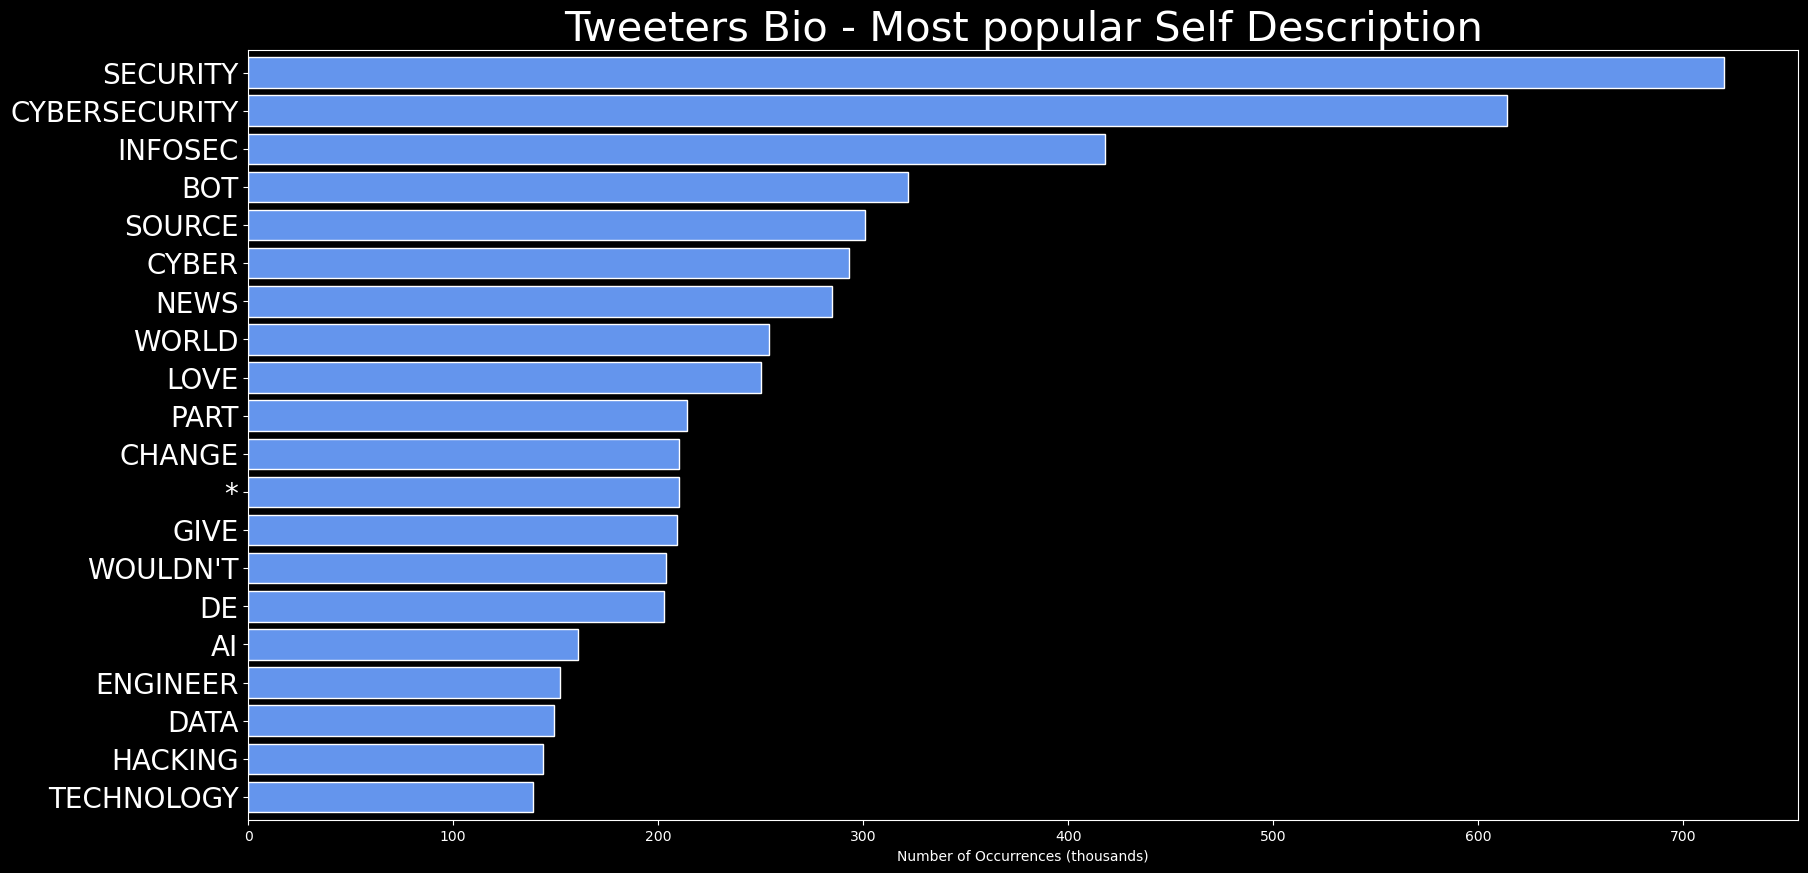 Tweeters Bio - Most popular Self Description
SECURITY
CYBERSECURITY
INFOSEC
BOT
SOURCE
CYBER
NEWS
WORLD
LOVE
PART
CHANGE
*
GIVE
WOULDN'T
DE
AI
ENGINEER
DATA
HACKING
TECHNOLOGY
0 100 200 300 400 500 600 700
Number of Occurrences (thousands)